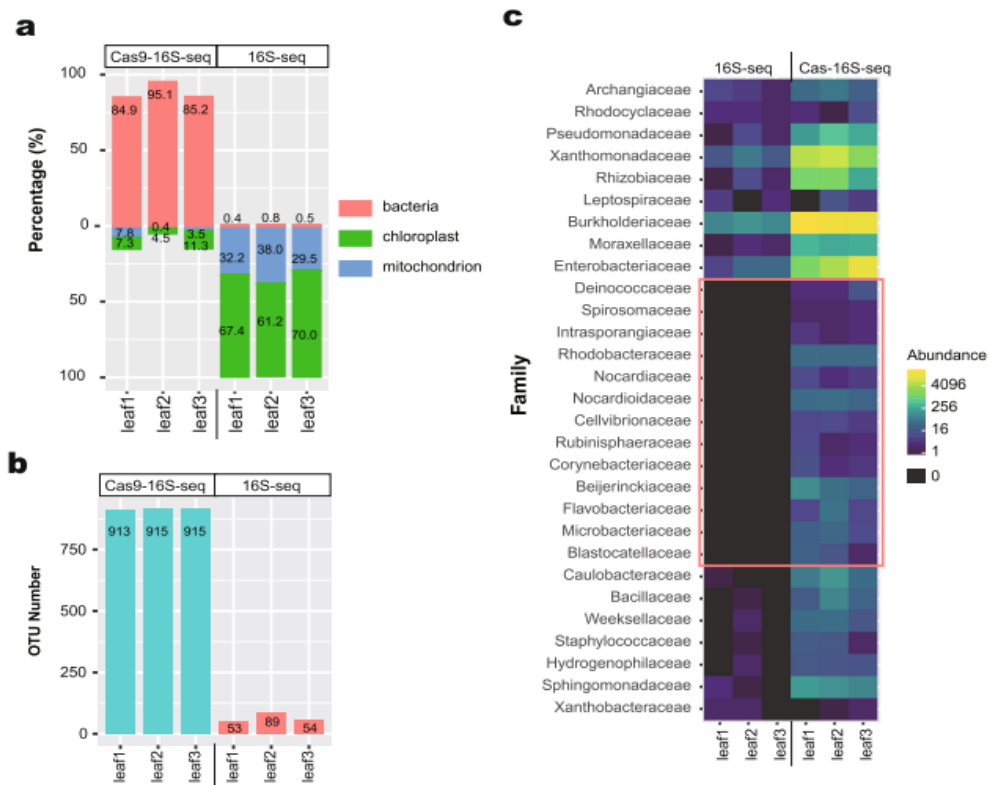 a
Cas9-16S-seq 16S-seq
Percentage (%)
100
50
0
50
100
84.9 95.1 85.2
7.8 0.4 3.5
7.3 4.5 11.3
0.4 0.8 0.5
32.2 38.0 29.5
67.4 61.2 70.0
leaf1 leaf2 leaf3 leaf1 leaf2 leaf3
bacteria
chloroplast
mitochondrion
b
Cas9-16S-seq 16S-seq
OTU Number
750
500
250
0
913 915 915 53 89 54
leaf1 leaf2 leaf3 leaf1 leaf2 leaf3
c
16S-seq Cas-16S-seq
Family
Archangiaceae
Rhodocyclaceae
Pseudomonadaceae
Xanthomonadaceae
Rhizobiaceae
Leptospiraceae
Burkholderiaceae
Moraxellaceae
Enterobacteriaceae
Deinococcaceae
Spirosomaceae
Intrasporangiaceae
Rhodobacteraceae
Nocardiaceae
Nocardioidaceae
Cellvibrionaceae
Rubinisphaeraceae
Corynebacteriaceae
Beijerinckiaceae
Flavobacteriaceae
Microbacteriaceae
Blastocatellaceae
Caulobacteraceae
Bacillaceae
Weeksellaceae
Staphylococcaceae
Hydrogenophilaceae
Sphingomonadaceae
Xanthobacteraceae
leaf1 leaf2 leaf3 leaf1 leaf2 leaf3
Abundance
4096
256
16
1
0